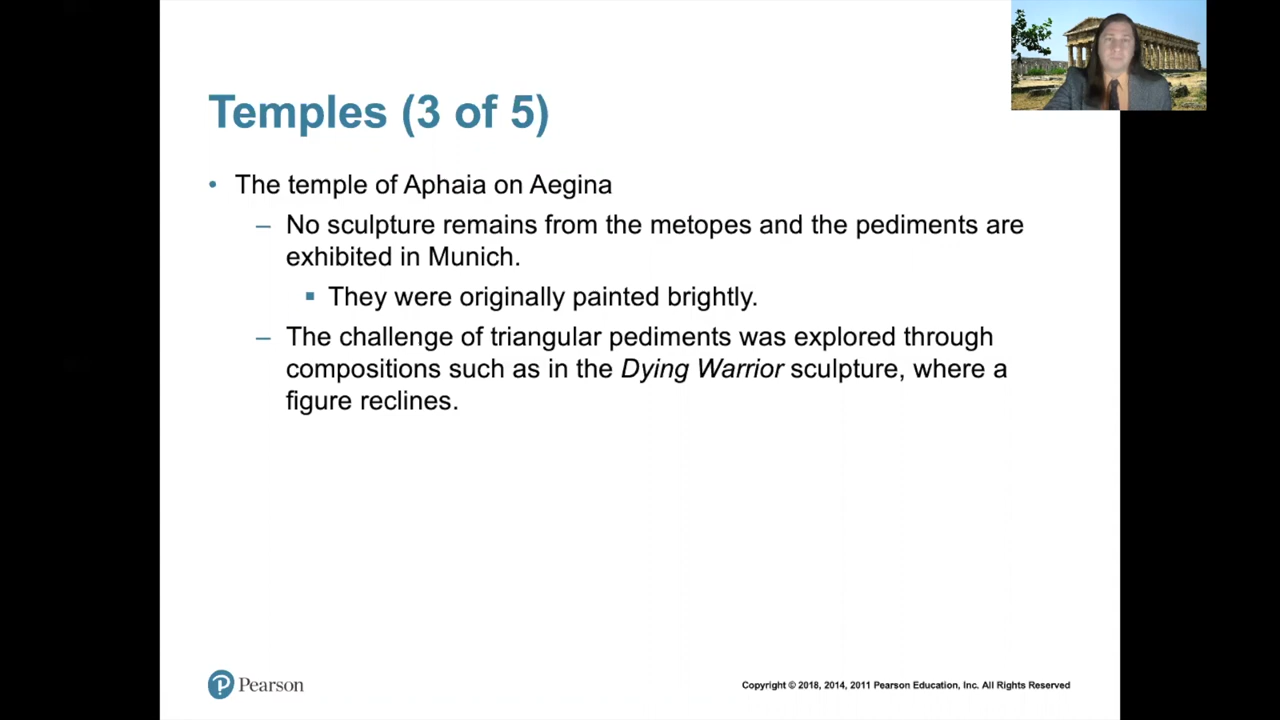 Temples (3 of 5)
• The temple of Aphaia on Aegina
– No sculpture remains from the metopes and the pediments are
exhibited in Munich.
▪ They were originally painted brightly.
– The challenge of triangular pediments was explored through
compositions such as in the Dying Warrior sculpture, where a
figure reclines.
Pearson
Copyright © 2018, 2014, 2011 Pearson Education, Inc. All Rights Reserved